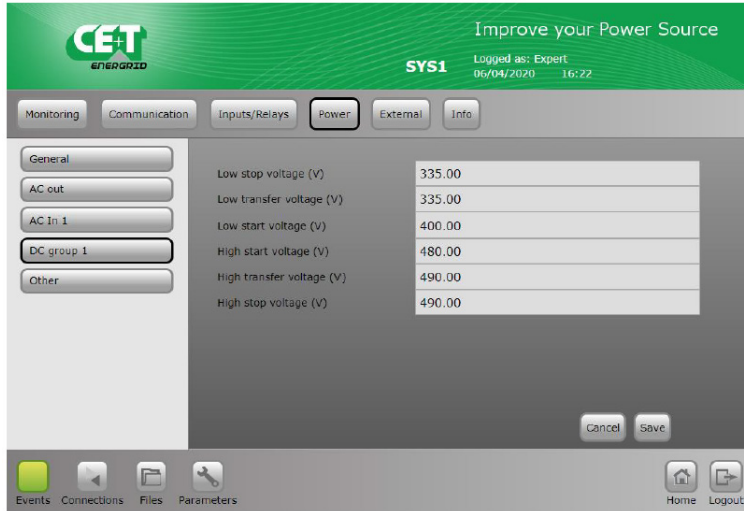 CE+T
ENERGRID
Improve your Power Source
SYS1
Logged as: Expert
06/04/2020 16:22
Monitoring Communication Inputs/Relays Power External Info
General
AC out
AC In 1
DC group 1
Other
Low stop voltage (V) 335.00
Low transfer voltage (V) 335.00
Low start voltage (V) 400.00
High start voltage (V) 480.00
High transfer voltage (V) 490.00
High stop voltage (V) 490.00
Cancel Save
Events Connections Files Parameters Home Logout